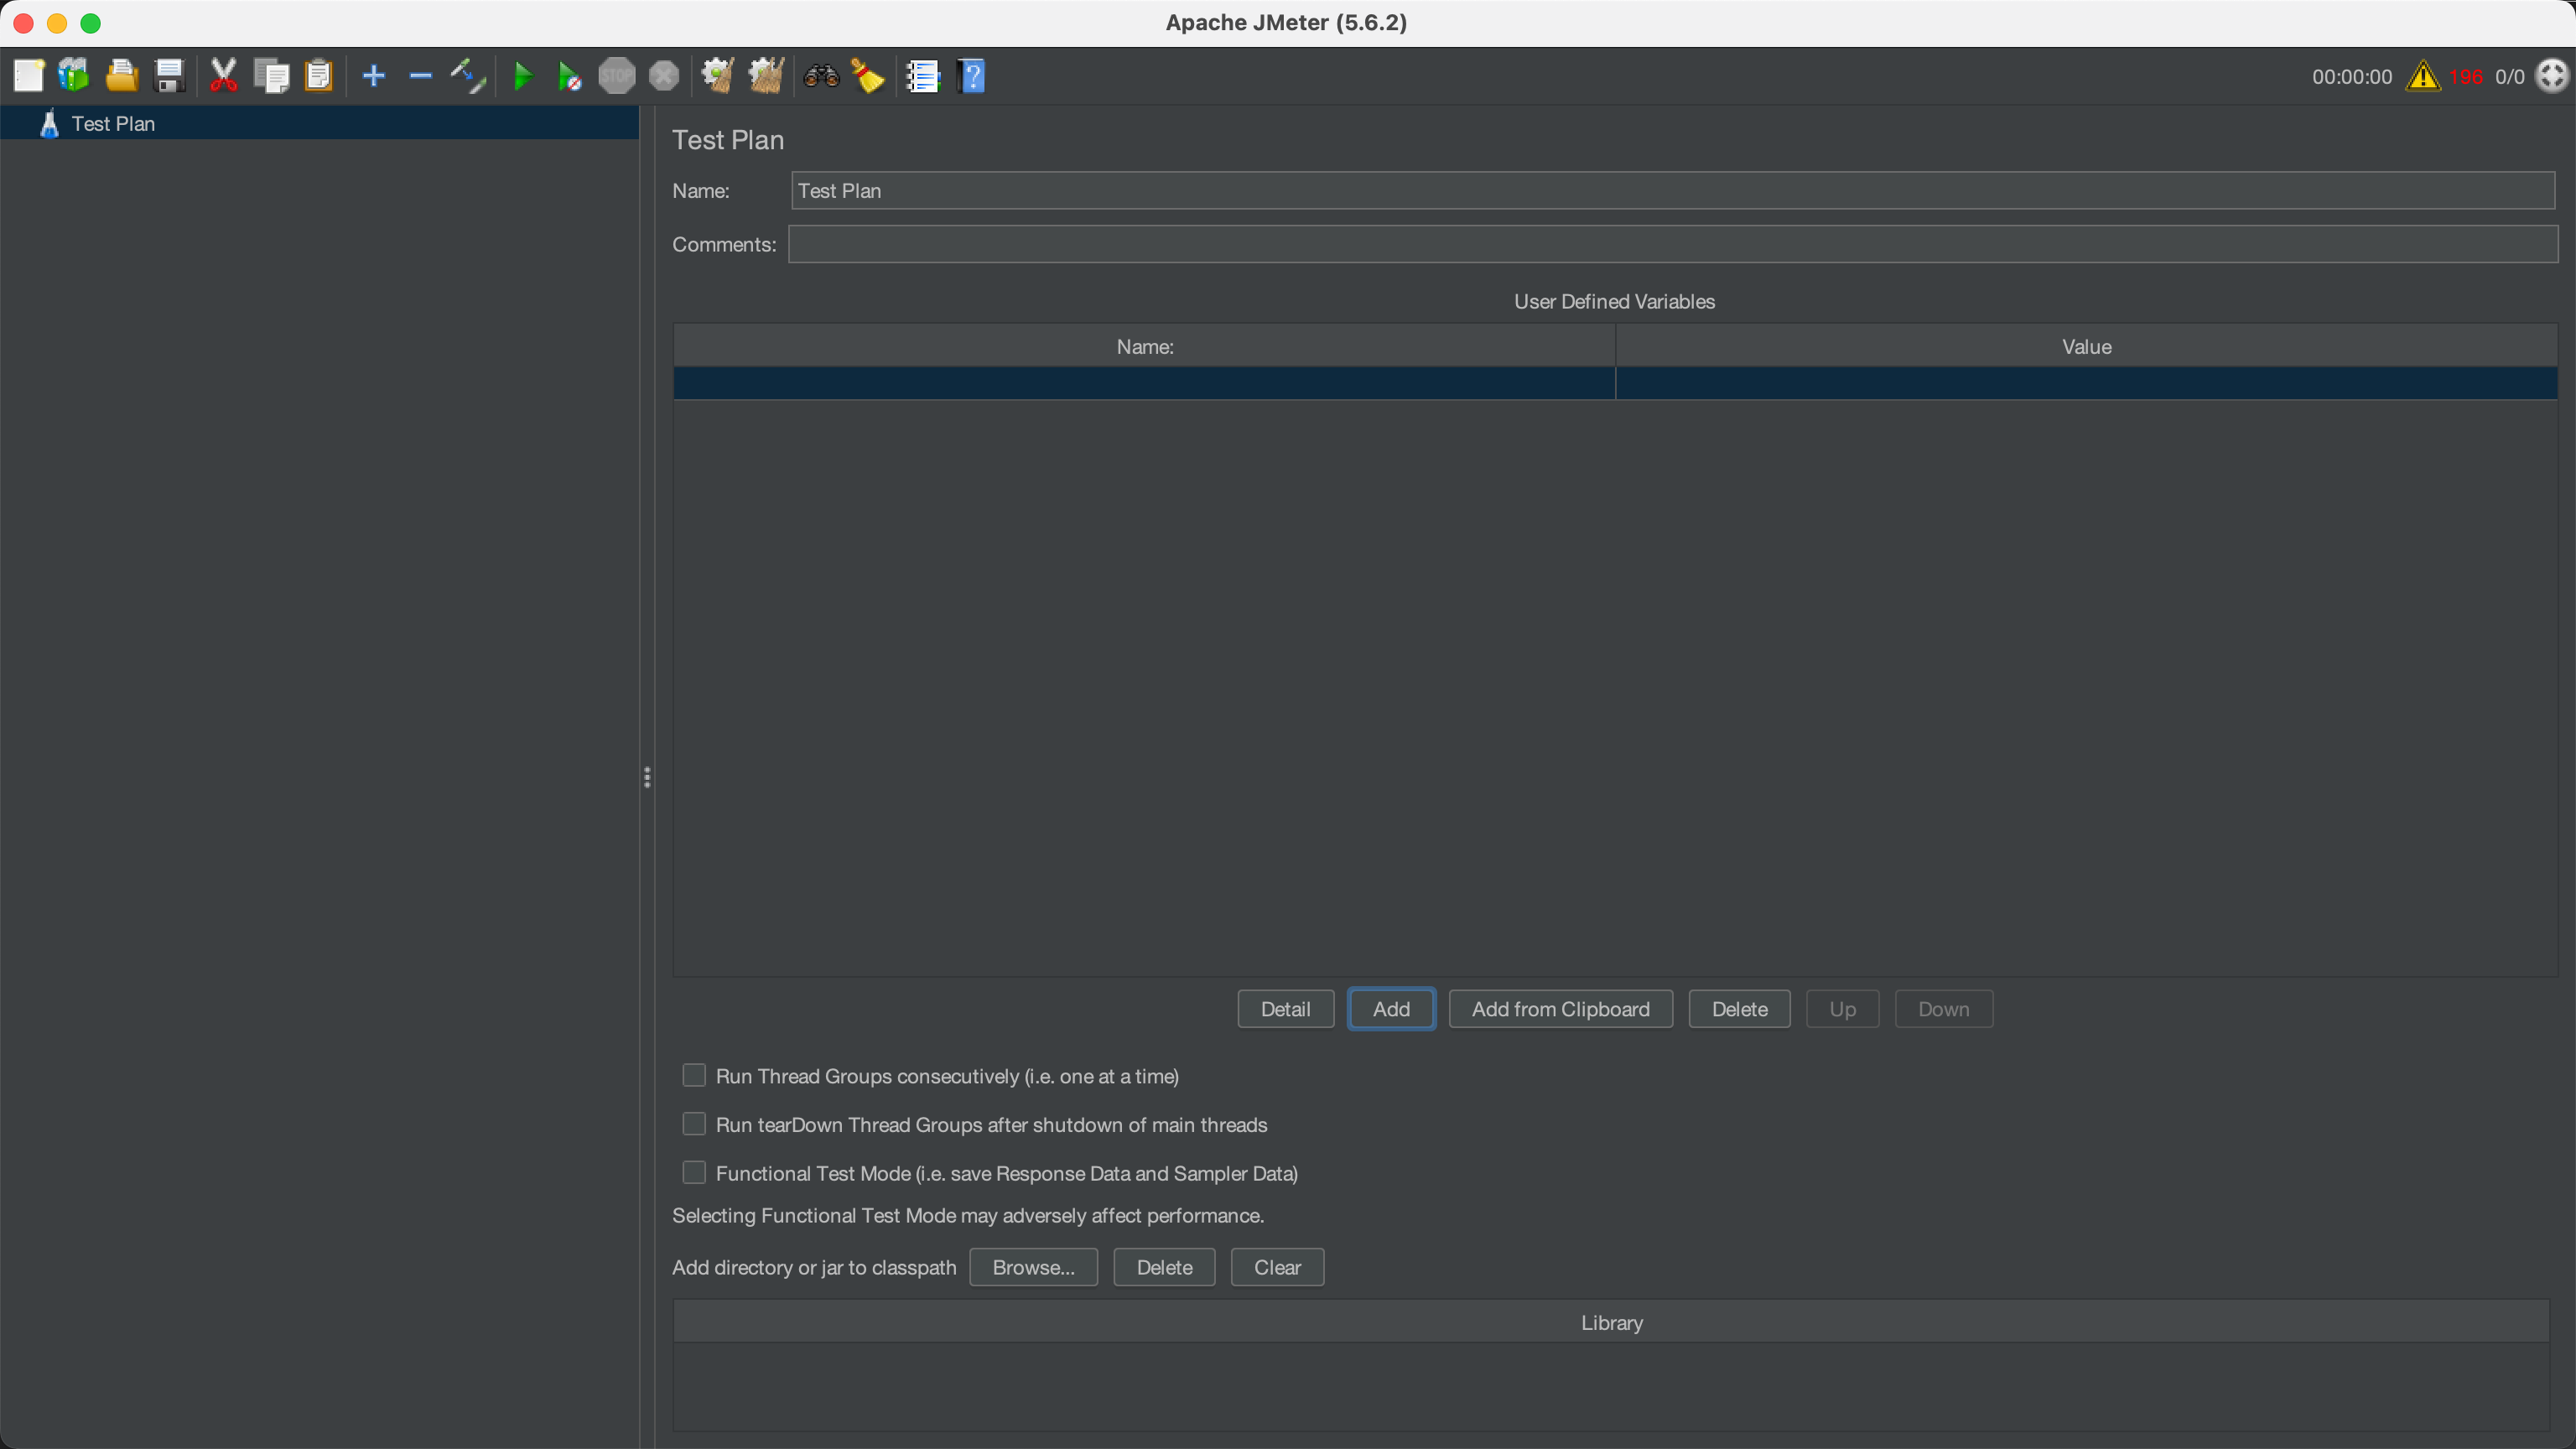 Apache JMeter (5.6.2)
STOP
00:00:00 196 0/0
Test Plan
Test Plan
Name: Test Plan
Comments:
User Defined Variables
Name: Value
Detail Add Add from Clipboard Delete Up Down
Run Thread Groups consecutively (i.e. one at a time)
Run tearDown Thread Groups after shutdown of main threads
Functional Test Mode (i.e. save Response Data and Sampler Data)
Selecting Functional Test Mode may adversely affect performance.
Add directory or jar to classpath Browse... Delete Clear
Library